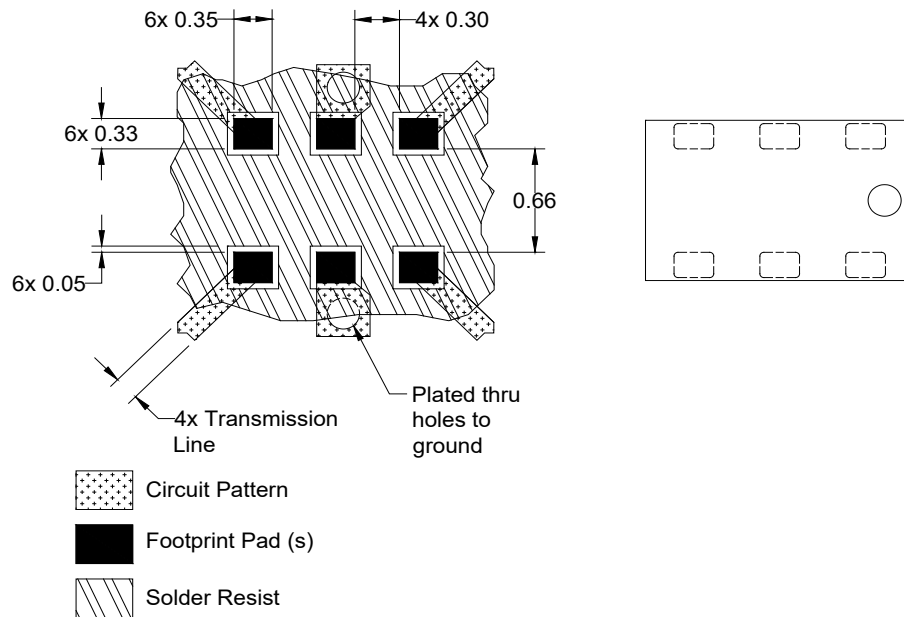 6x 0.35
4x 0.30
6x 0.33
0.66
6x 0.05
4x Transmission
Line
Plated thru
holes to
ground
Circuit Pattern
Footprint Pad (s)
Solder Resist